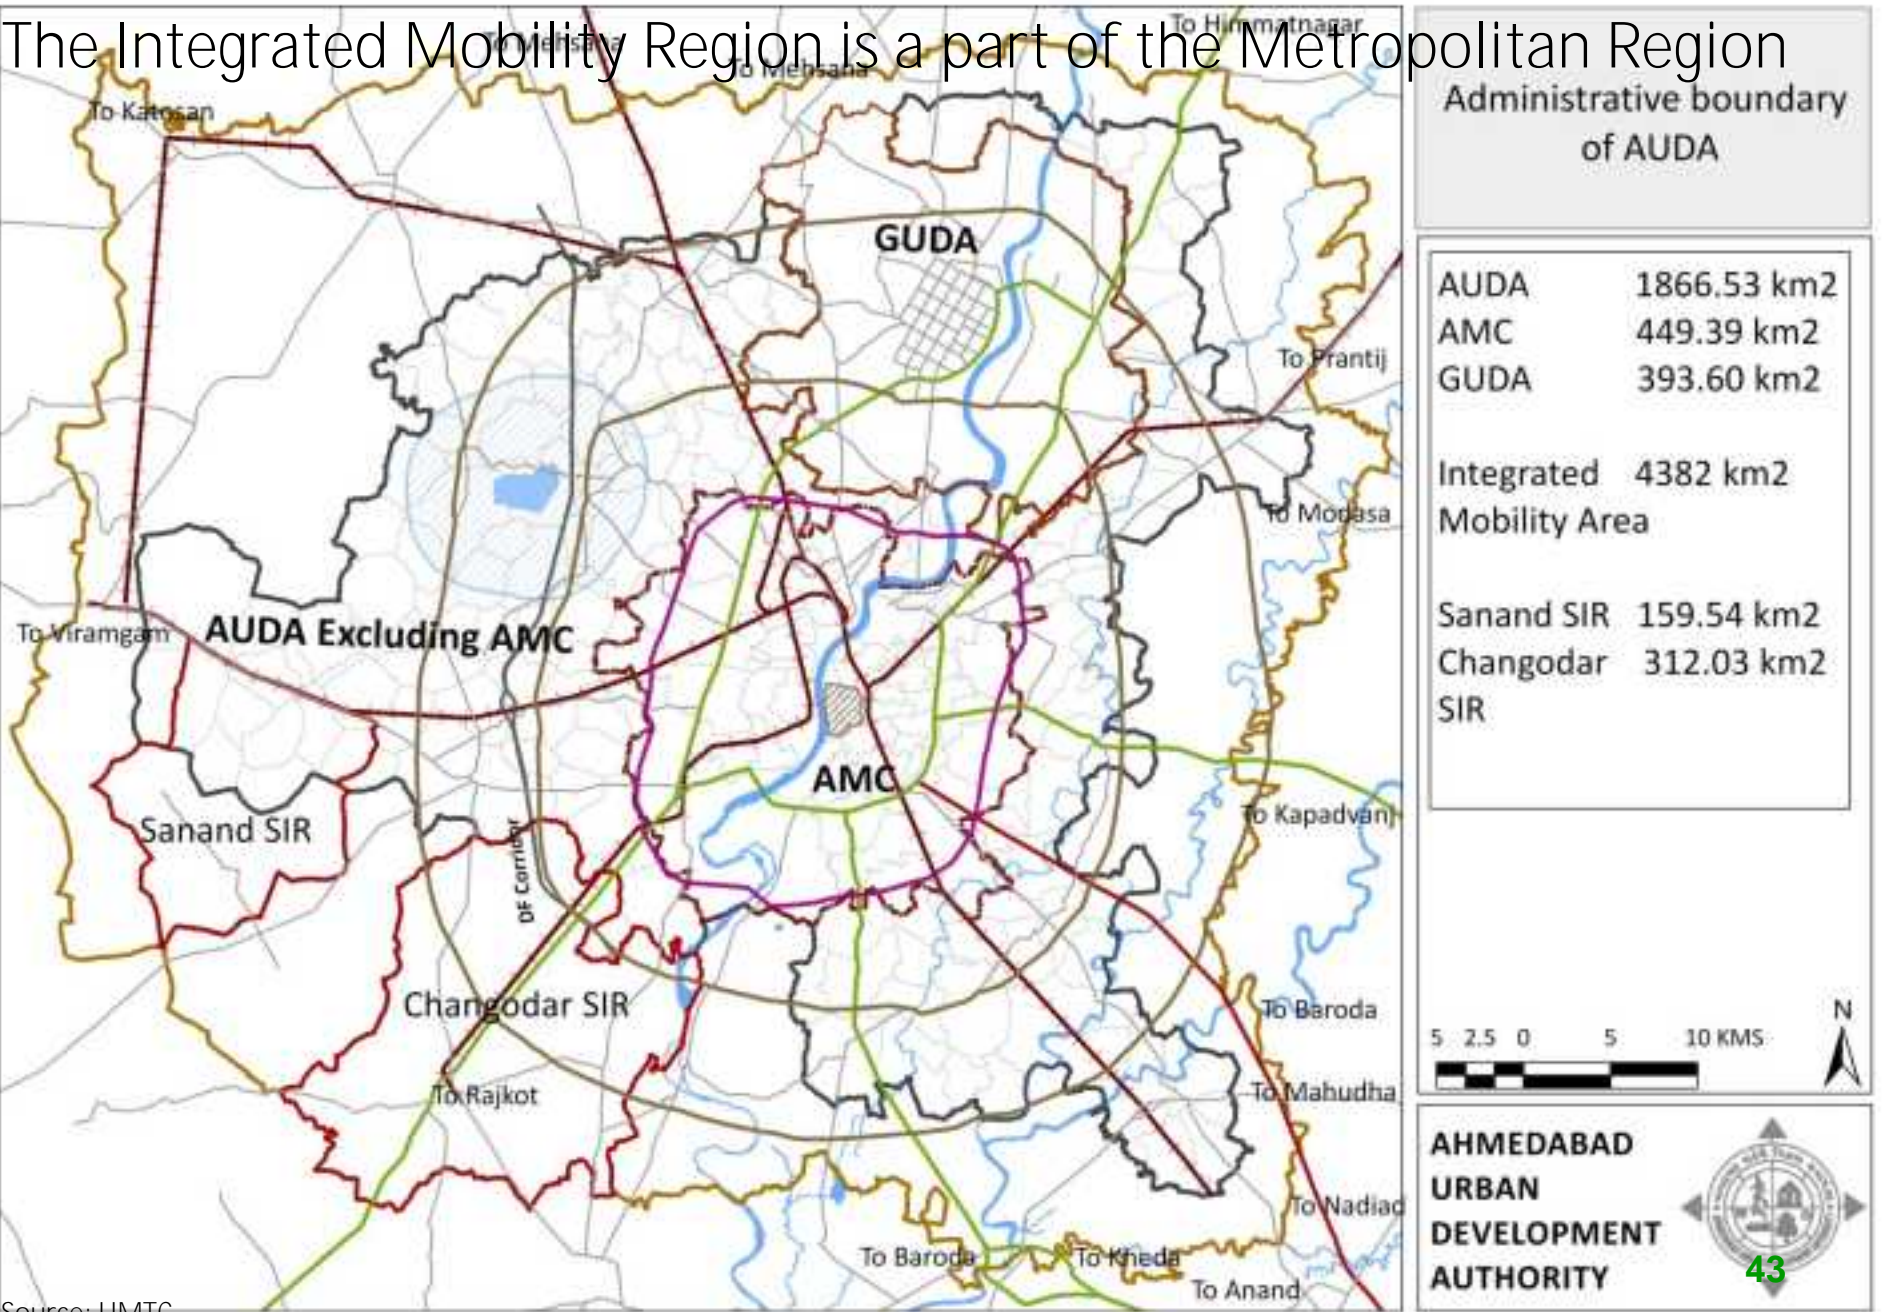 The Integrated Mobility Region is a part of the Metropolitan Region
To Himmatnagar
To Mehsana
To Mehsana
To Katosan
GUDA
To Prantij
To Modasa
To Viramgam
AUDA Excluding AMC
AMC
To Kapadvanj
Sanand SIR
DF Corridor
Changodar SIR
To Baroda
To Rajkot
To Mahudha
To Nadiad
To Baroda
To Kheda
To Anand
Source: UMTC
Administrative boundary
of AUDA
AUDA 1866.53 km2
AMC 449.39 km2
GUDA 393.60 km2
Integrated 4382 km2
Mobility Area
Sanand SIR 159.54 km2
Changodar 312.03 km2
SIR
N
5 2.5 0 5 10 KMS
AHMEDABAD
URBAN
DEVELOPMENT
AUTHORITY
43